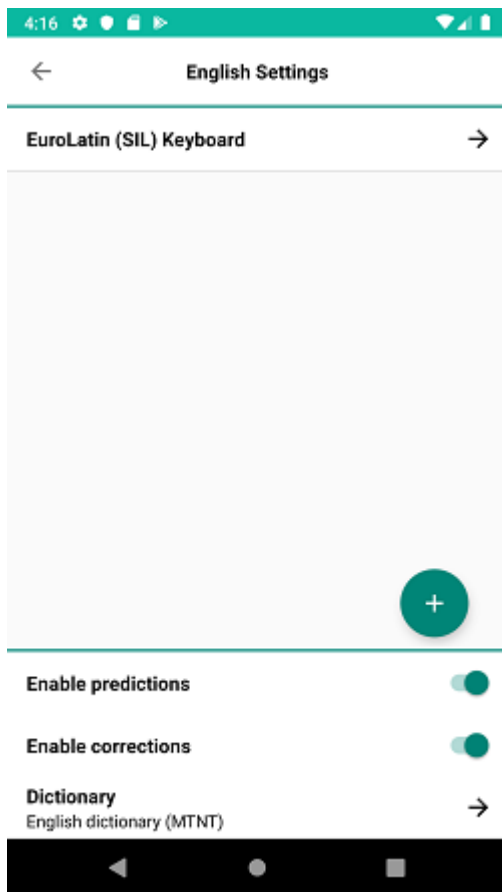 4:16
English Settings
EuroLatin (SIL) Keyboard
Enable predictions
Enable corrections
Dictionary
English dictionary (MTNT)